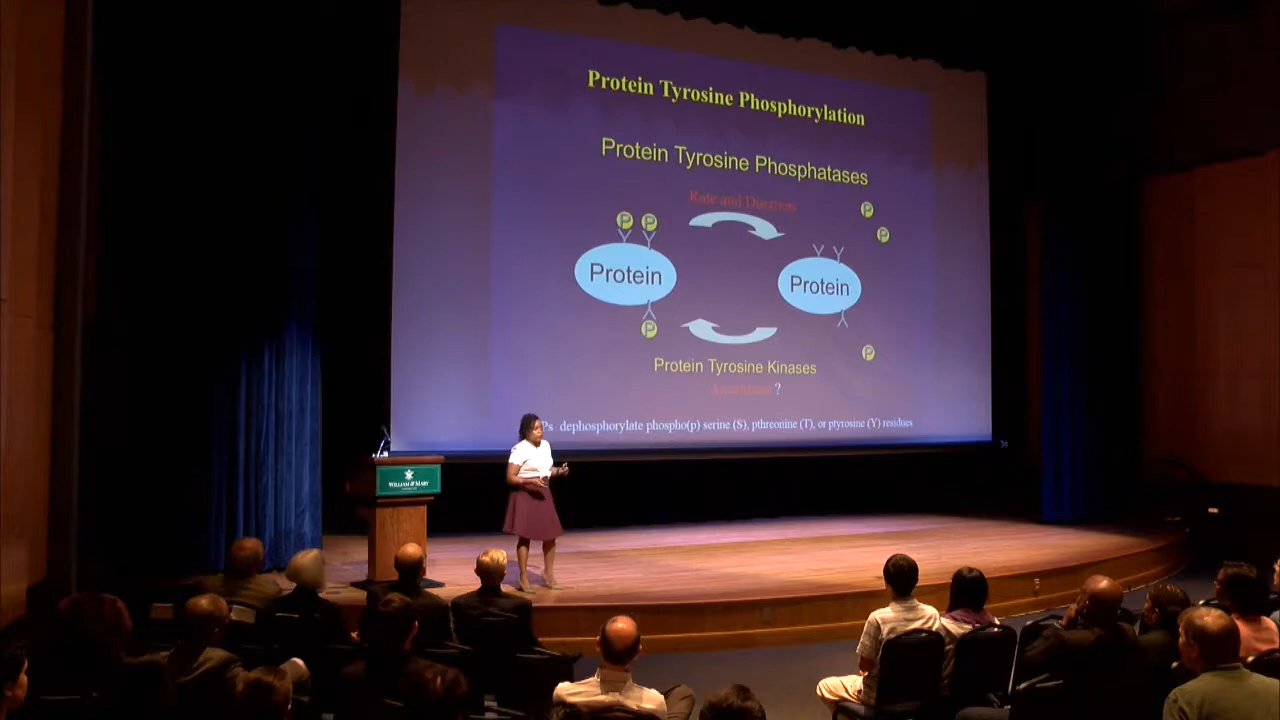 Protein Tyrosine Phosphorylation
Protein Tyrosine Phosphatases
Rate and Duration
P
P
P P
Y Y
Y Y
Protein
Protein
Y
Y
P
P
Protein Tyrosine Kinases
?
Ps dephosphorylate phospho(p) serine (S), pthreonine (T), or ptyrosine (Y) residues
WILLIAM & MARY